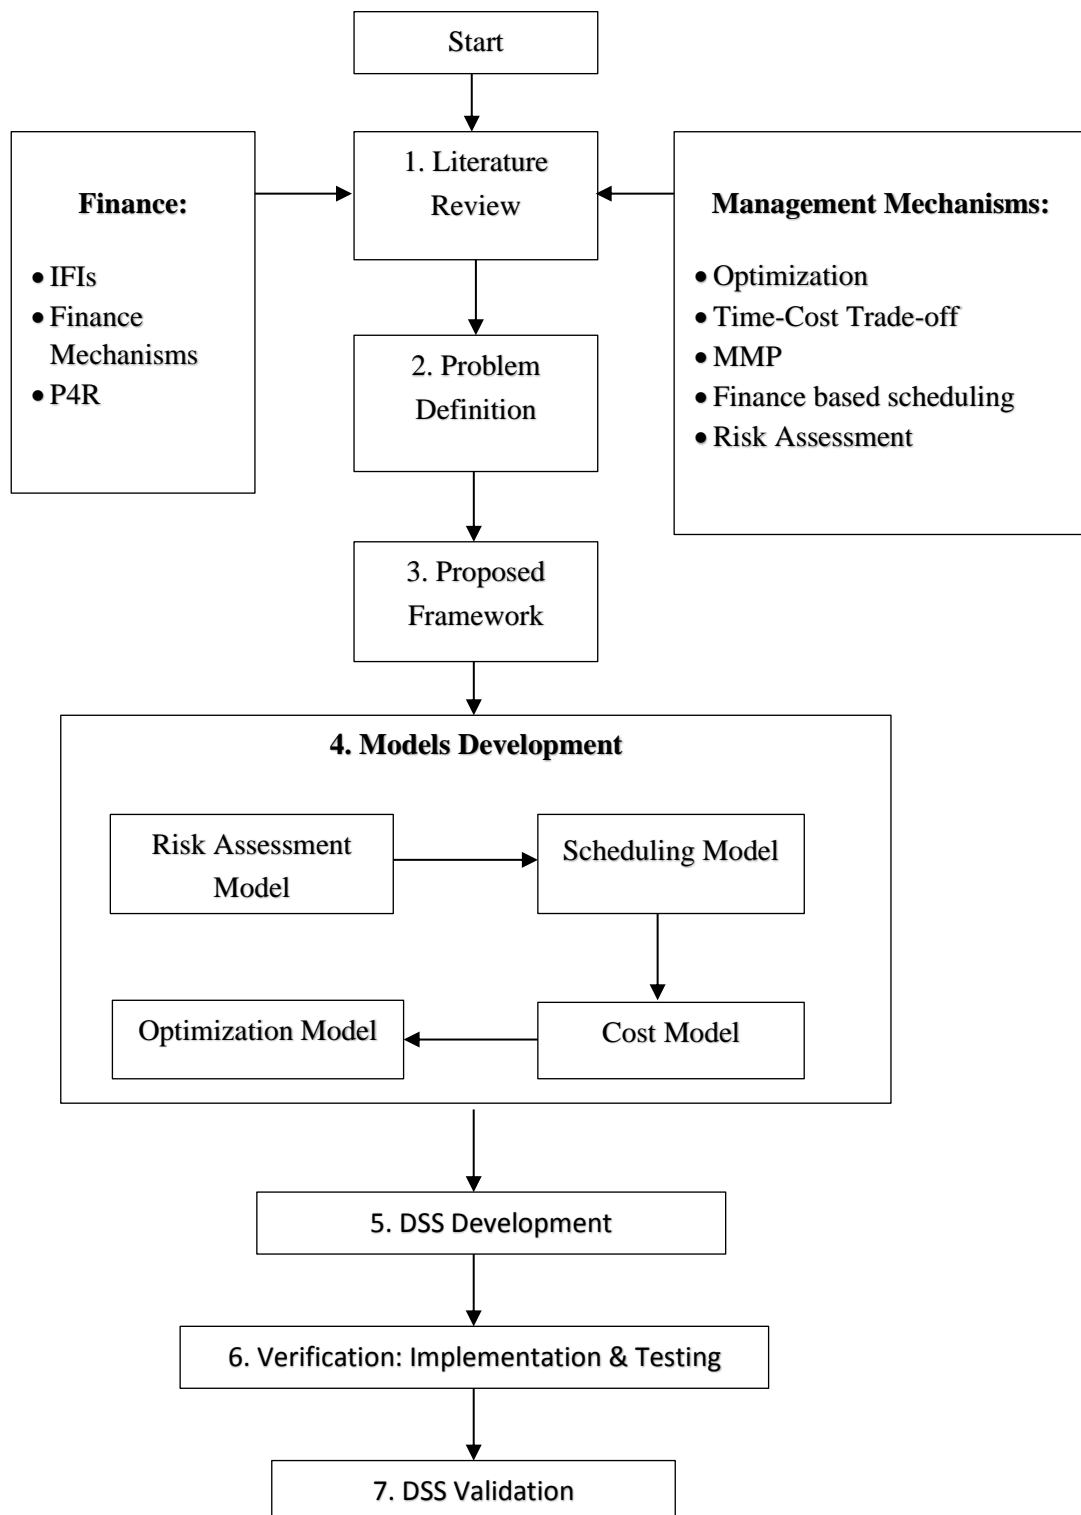 Start
1. Literature
Review
Finance:
• IFIs
• Finance
Mechanisms
• P4R
Management Mechanisms:
• Optimization
• Time-Cost Trade-off
• MMP
• Finance based scheduling
• Risk Assessment
2. Problem
Definition
3. Proposed
Framework
4. Models Development
Risk Assessment
Model
Scheduling Model
Optimization Model
Cost Model
5. DSS Development
6. Verification: Implementation & Testing
7. DSS Validation